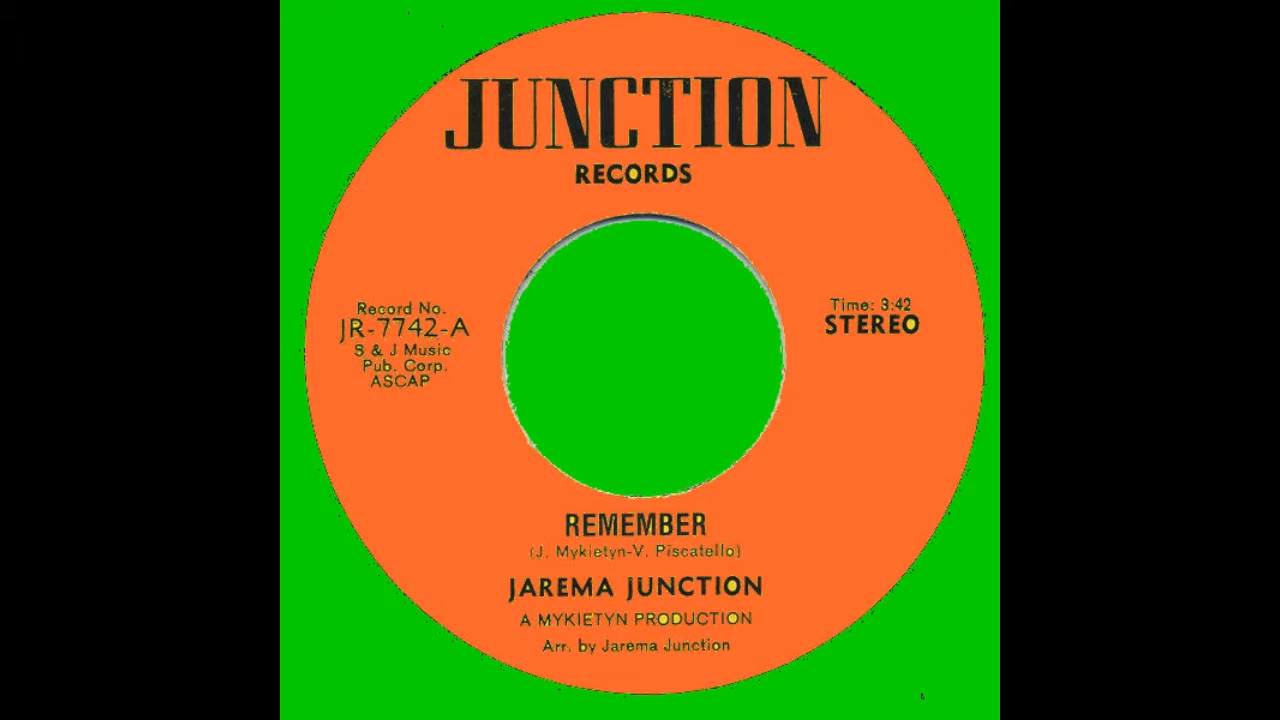 JUNCTION
RECORDS
Record No.
JR-7742-A
S & J Music
Pub. Corp.
ASCAP
Time: 3:42
STEREO
REMEMBER
(J. Mykietyn-V. Piscatello)
JAREMA JUNCTION
A MYKIETYN PRODUCTION
Arr. by Jarema Junction